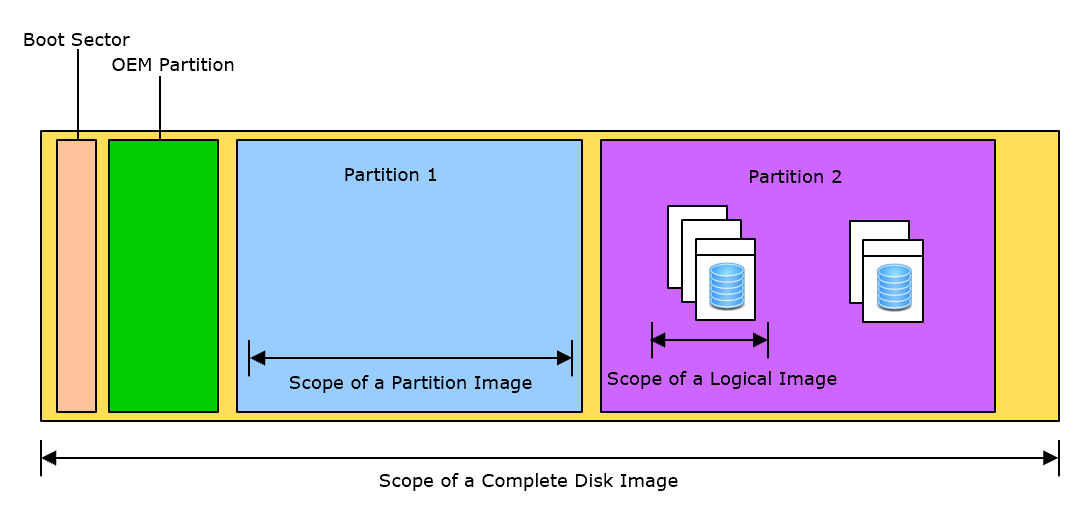 Boot Sector
OEM Partition
Partition 1
Partition 2
Scope of a Partition Image
Scope of a Logical Image
Scope of a Complete Disk Image